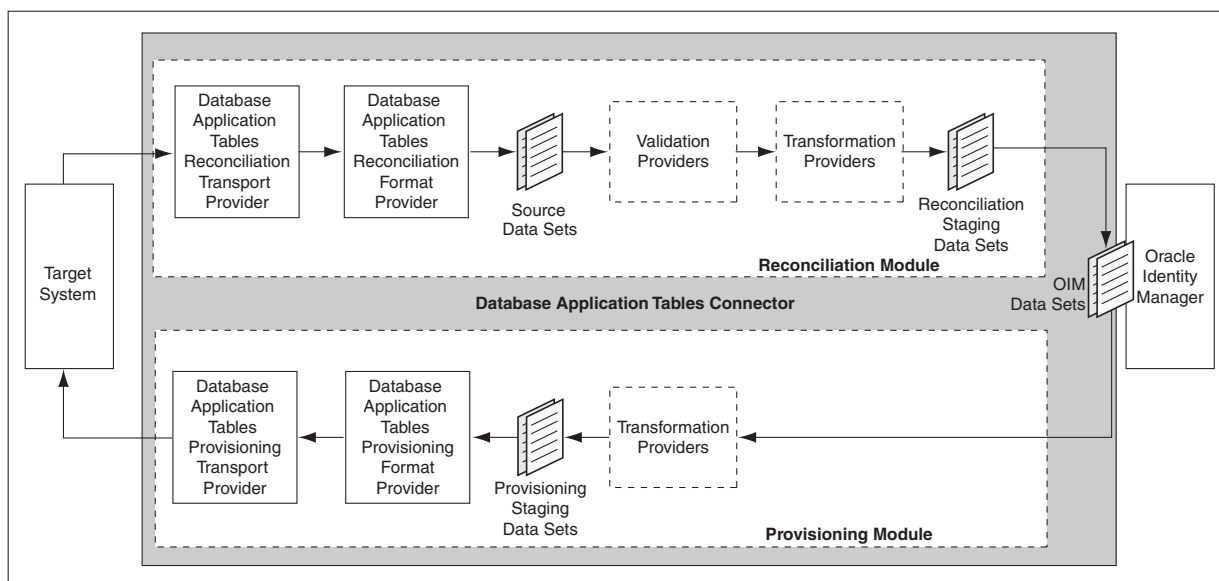 Database
Application
Tables
Reconciliation
Transport
Provider
Database
Application
Tables
Reconciliation
Format
Provider
Source
Data Sets
Validation
Providers
Transformation
Providers
Reconciliation
Staging
Data Sets
Reconciliation Module
Target
System
Database Application Tables Connector
OIM
Data Sets
Oracle
Identity
Manager
Database
Application
Tables
Provisioning
Transport
Provider
Database
Application
Tables
Provisioning
Format
Provider
Provisioning
Staging
Data Sets
Transformation
Providers
Provisioning Module